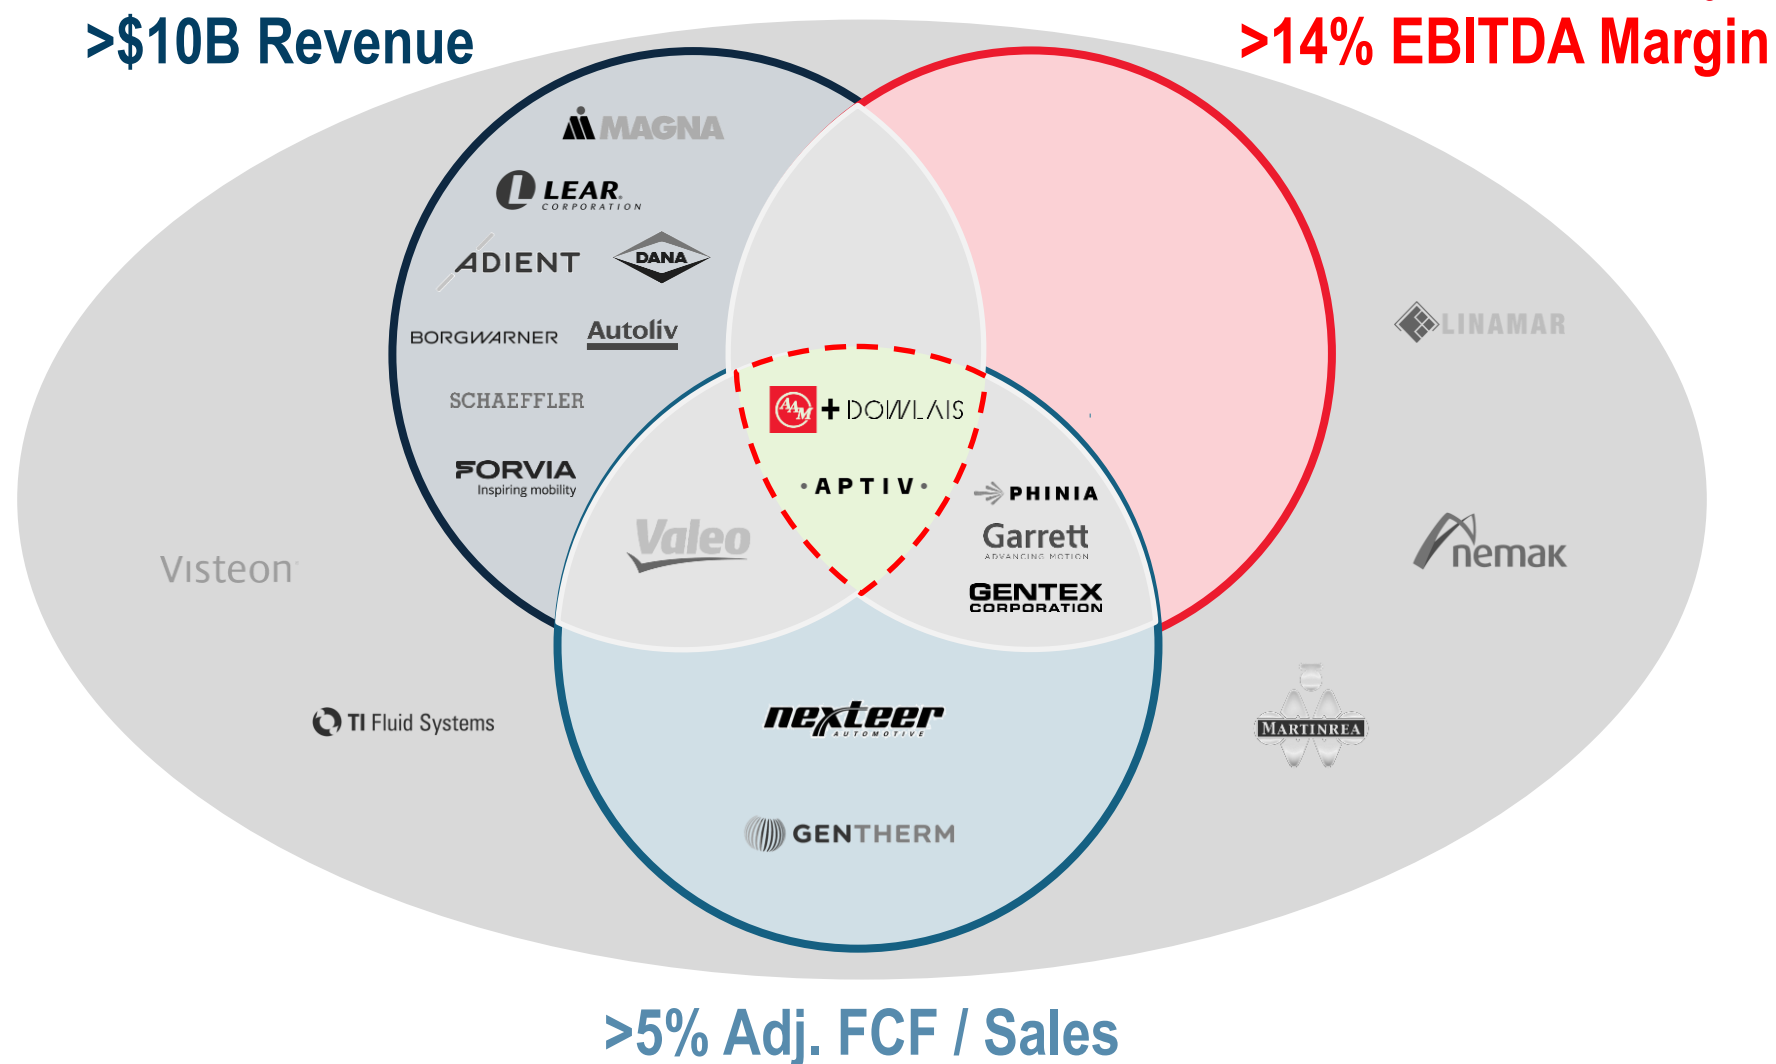 >$10B Revenue
>14% EBITDA Margin
MAGNA
LEAR.
CORPORATION
ADIENT
DANA
BORGWARNER
Autoliv
SCHAEFFLER
FORVIA
Inspiring mobility
AAM + DOWLAIS
· APTIV ·
PHINIA
Garrett
ADVANCING MOTION
GENTEX
CORPORATION
Valeo
LINAMAR
nemak
Visteon
TI Fluid Systems
MARTINREA
nexteer
AUTOMOTIVE
GENTHERM
>5% Adj. FCF / Sales